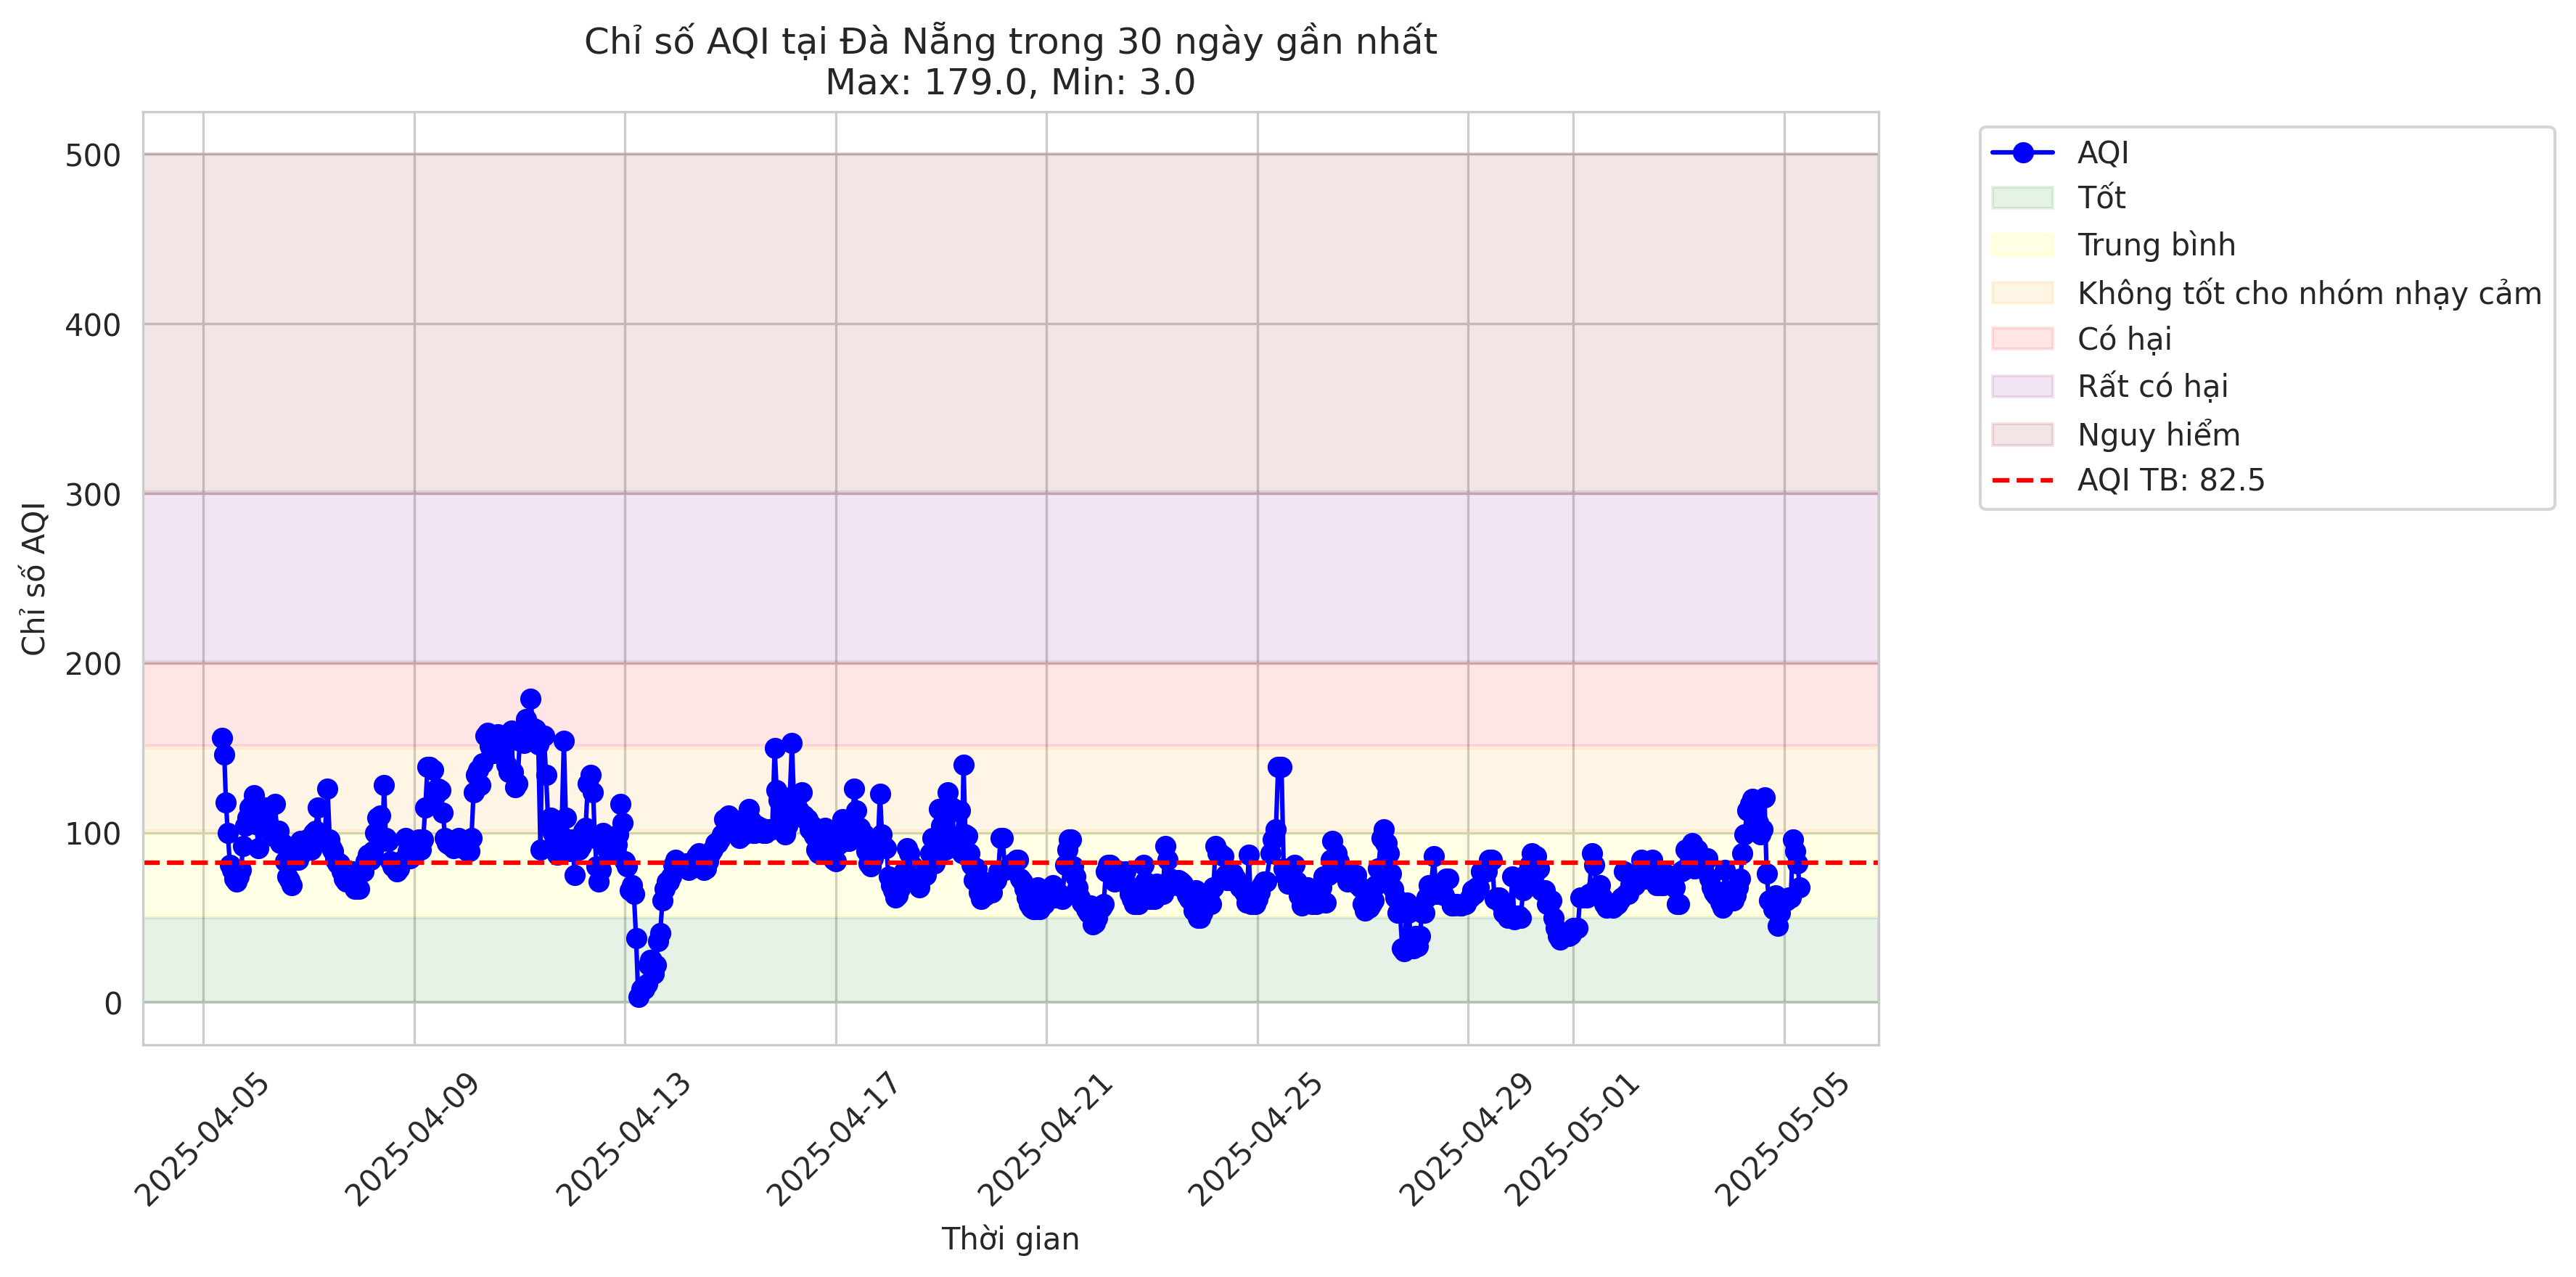 Chỉ số AQI tại Đà Nẵng trong 30 ngày gần nhất
Max: 179.0, Min: 3.0
Chỉ số AQI
500
400
300
200
100
0
2025-04-05
2025-04-09
2025-04-13
2025-04-17
2025-04-21
2025-04-25
2025-04-29
2025-05-01
2025-05-05
Thời gian
AQI
Tốt
Trung bình
Không tốt cho nhóm nhạy cảm
Có hại
Rất có hại
Nguy hiểm
AQI TB: 82.5